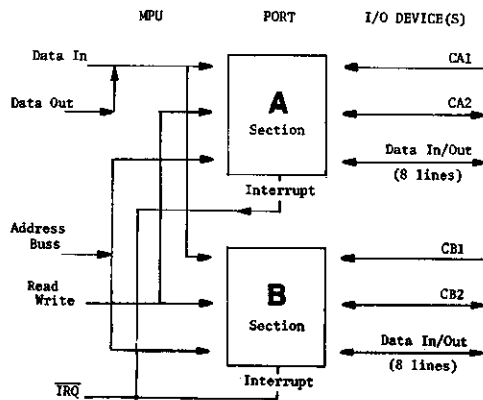 MPU PORT I/O DEVICE(S)
Data In
CA1
Data Out
A
CA2
Section
Data In/Out
(8 lines)
Interrupt
Address
Buss
CB1
Read
Write
B
CB2
Section
Data In/Out
(8 lines)
Interrupt
IRQ